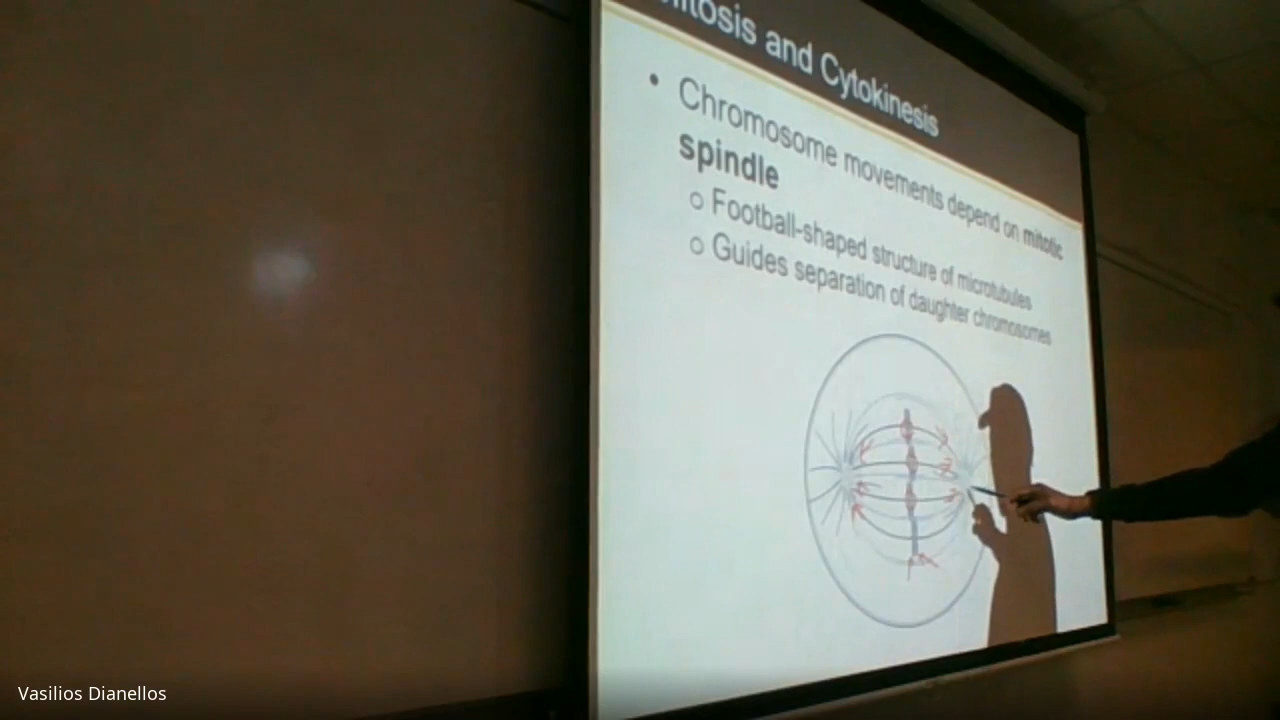 mitosis and Cytokinesis
• Chromosome movements depend on mitotic
spindle
o Football-shaped structure of microtubules
o Guides separation of daughter chromosomes
Vasilios Dianellos